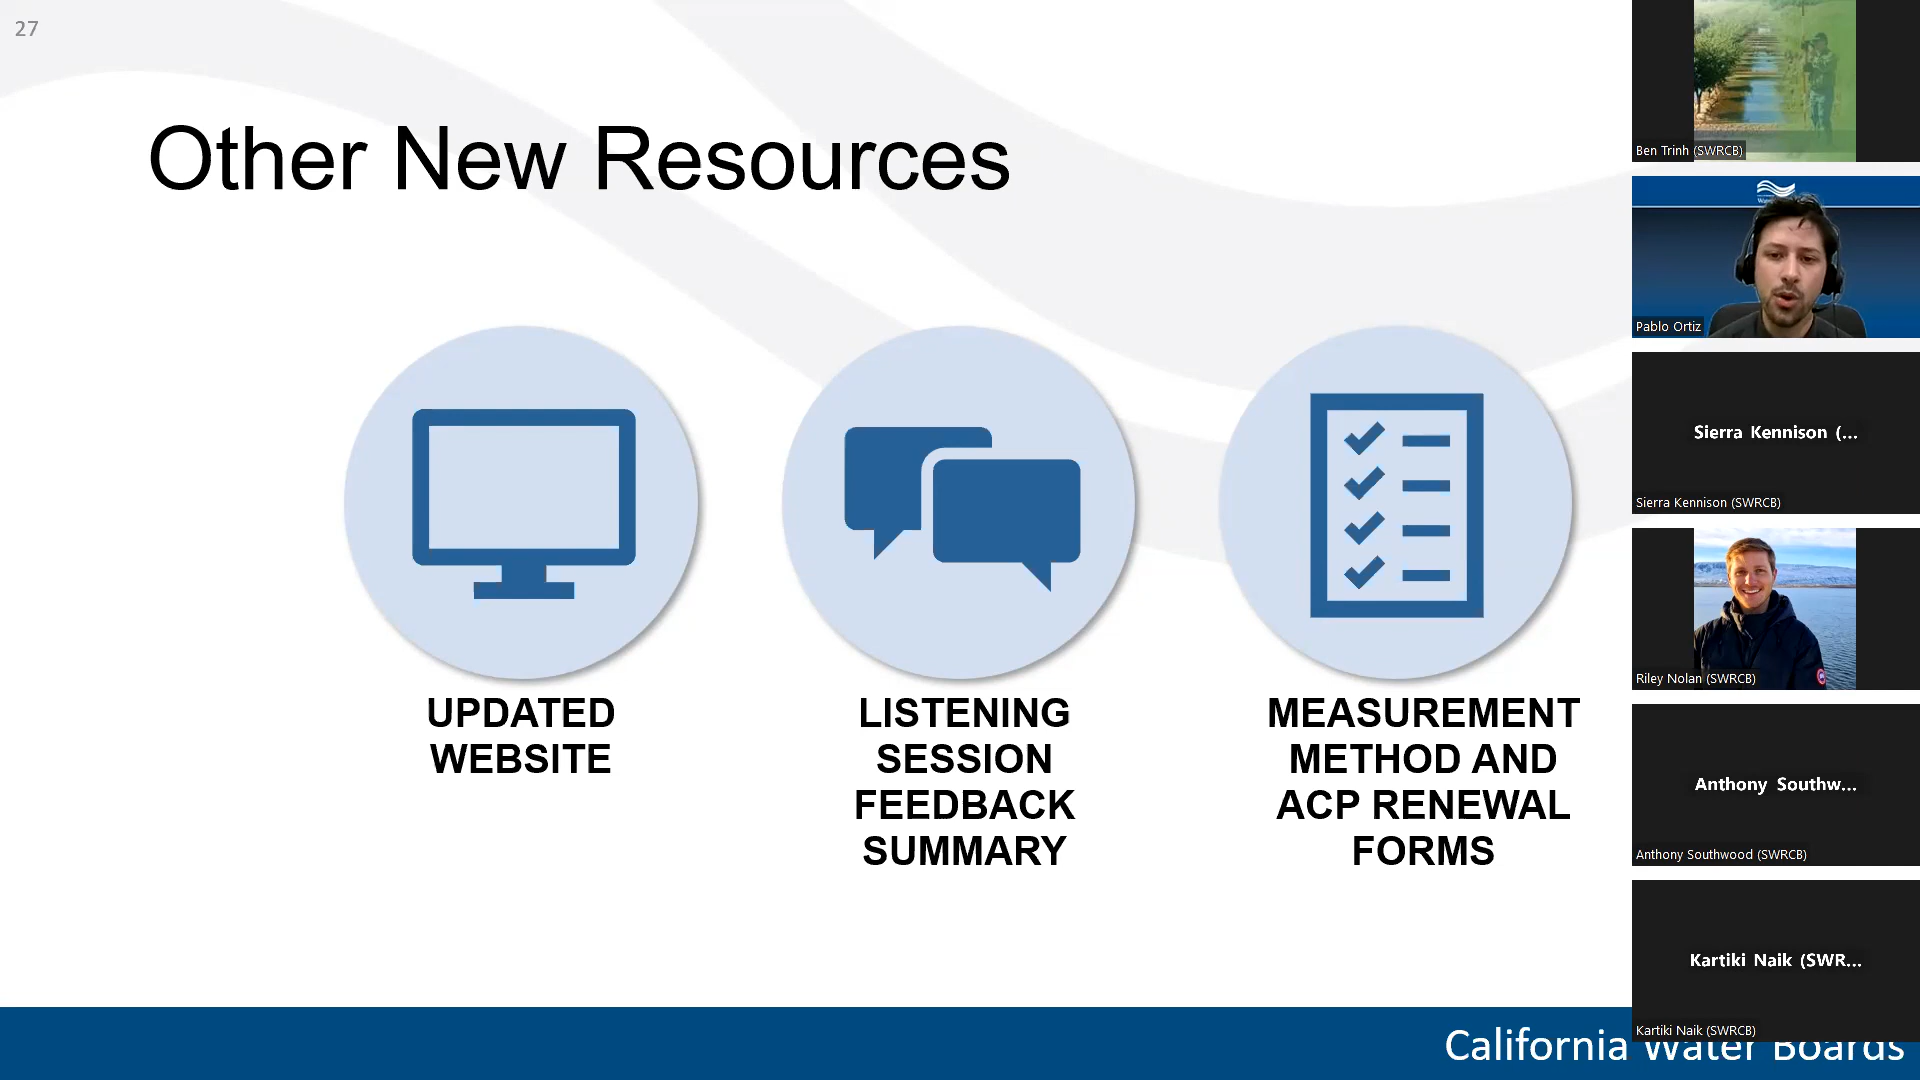 27
Other New Resources
UPDATED
WEBSITE
LISTENING
SESSION
FEEDBACK
SUMMARY
MEASUREMENT
METHOD AND
ACP RENEWAL
FORMS
California Water Boards
Ben Trinh (SWRCB)
Pablo Ortiz
Sierra Kennison (...
Sierra Kennison (SWRCB)
Riley Nolan (SWRCB)
Anthony Southw...
Anthony Southwood (SWRCB)
Kartiki Naik (SWR...
Kartiki Naik (SWRCB)